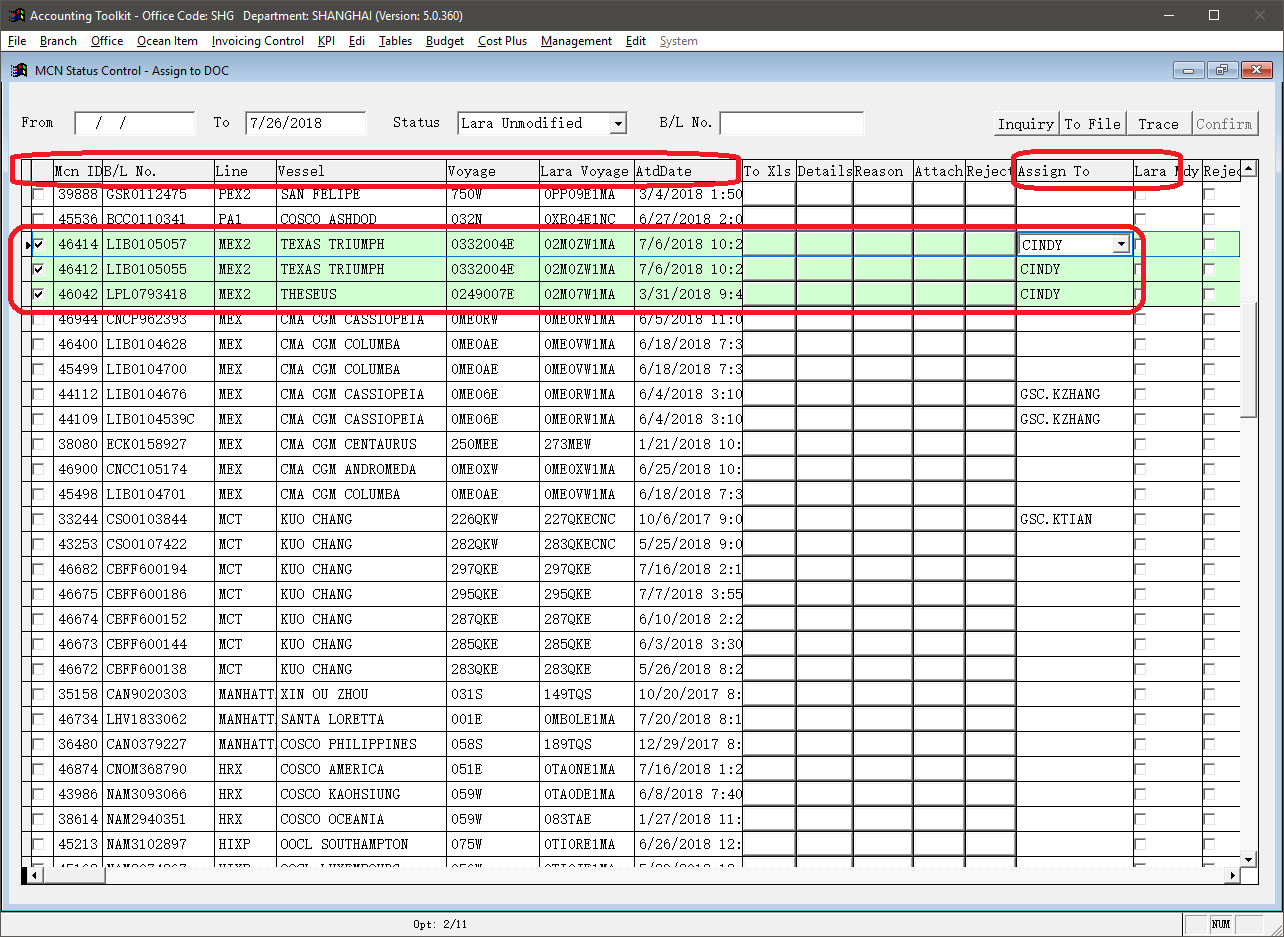 Accounting Toolkit - Office Code: SHG   Department: SHANGHAI (Version: 5.0.360)
File Branch Office Ocean Item Invoicing Control KPI Edi Tables Budget Cost Plus Management Edit System
MCN Status Control - Assign to DOC
From / / To 7/26/2018 Status Lara Unmodified B/L No. Inquiry To File Trace Confirm
Mcn ID B/L No. Line Vessel Voyage Lara Voyage AtdDate To Xls Details Reason Attach Reject Assign To Lara Mdy Rejec
39888 GSR0112475 PEX2 SAN FELIPE 750W 0PP09E1MA 3/4/2018 1:50
45536 BCC0110341 PA1 COSCO ASHDOD 032N 0XB04E1NC 6/27/2018 2:0
46414 LIB0105057 MEX2 TEXAS TRIUMPH 0332004E 02M0ZW1MA 7/6/2018 10:2 CINDY
46412 LIB0105055 MEX2 TEXAS TRIUMPH 0332004E 02M0ZW1MA 7/6/2018 10:2 CINDY
46042 LPL0793418 MEX2 THESEUS 0249007E 02M07W1MA 3/31/2018 9:4 CINDY
46944 CNCP962393 MEX CMA CGM CASSIOPEIA 0ME0RW 0ME0RW1MA 6/5/2018 11:0
46400 LIB0104628 MEX CMA CGM COLUMBA 0ME0AE 0ME0VW1MA 6/18/2018 7:3
45499 LIB0104700 MEX CMA CGM COLUMBA 0ME0AE 0ME0VW1MA 6/18/2018 7:3
44112 LIB0104676 MEX CMA CGM CASSIOPEIA 0ME06E 0ME0RW1MA 6/4/2018 3:10 GSC.KZHANG
44109 LIB0104539C MEX CMA CGM CASSIOPEIA 0ME06E 0ME0RW1MA 6/4/2018 3:10 GSC.KZHANG
38080 ECK0158927 MEX CMA CGM CENTAURUS 250MEE 273MEW 1/21/2018 10:
46900 CNCC105174 MEX CMA CGM ANDROMEDA 0ME0XW 0ME0XW1MA 6/25/2018 10:
45498 LIB0104701 MEX CMA CGM COLUMBA 0ME0AE 0ME0VW1MA 6/18/2018 7:3
33244 CSO0103844 MCT KUO CHANG 226QKW 227QKECNC 10/6/2017 9:0 GSC.KTIAN
43253 CSO0107422 MCT KUO CHANG 282QKW 283QKECNC 5/25/2018 9:0
46682 CBFF600194 MCT KUO CHANG 297QKE 297QKE 7/16/2018 2:1
46675 CBFF600186 MCT KUO CHANG 295QKE 295QKE 7/7/2018 3:55
46674 CBFF600152 MCT KUO CHANG 287QKE 287QKE 6/10/2018 2:2
46673 CBFF600144 MCT KUO CHANG 285QKE 285QKE 6/3/2018 3:30
46672 CBFF600138 MCT KUO CHANG 283QKE 283QKE 5/26/2018 8:2
35158 CAN9020303 MANHATT XIN OU ZHOU 031S 149TQS 10/20/2017 8:
46734 LHV1833062 MANHATT SANTA LORETTA 001E 0MB0LE1MA 7/20/2018 8:1
36480 CAN0379227 MANHATT COSCO PHILIPPINES 058S 189TQS 12/29/2017 8:
46874 CNOM368790 HRX COSCO AMERICA 051E 0TA0NE1MA 7/16/2018 1:2
43986 NAM3093066 HRX COSCO KAOHSIUNG 059W 0TA0DE1MA 6/8/2018 7:40
38614 NAM2940351 HRX COSCO OCEANIA 059W 083TAE 1/27/2018 11:
45213 NAM3102897 HIXP OOCL SOUTHAMPTON 075W 0TI0RE1MA 6/26/2018 12:
Opt: 2/11 NUM